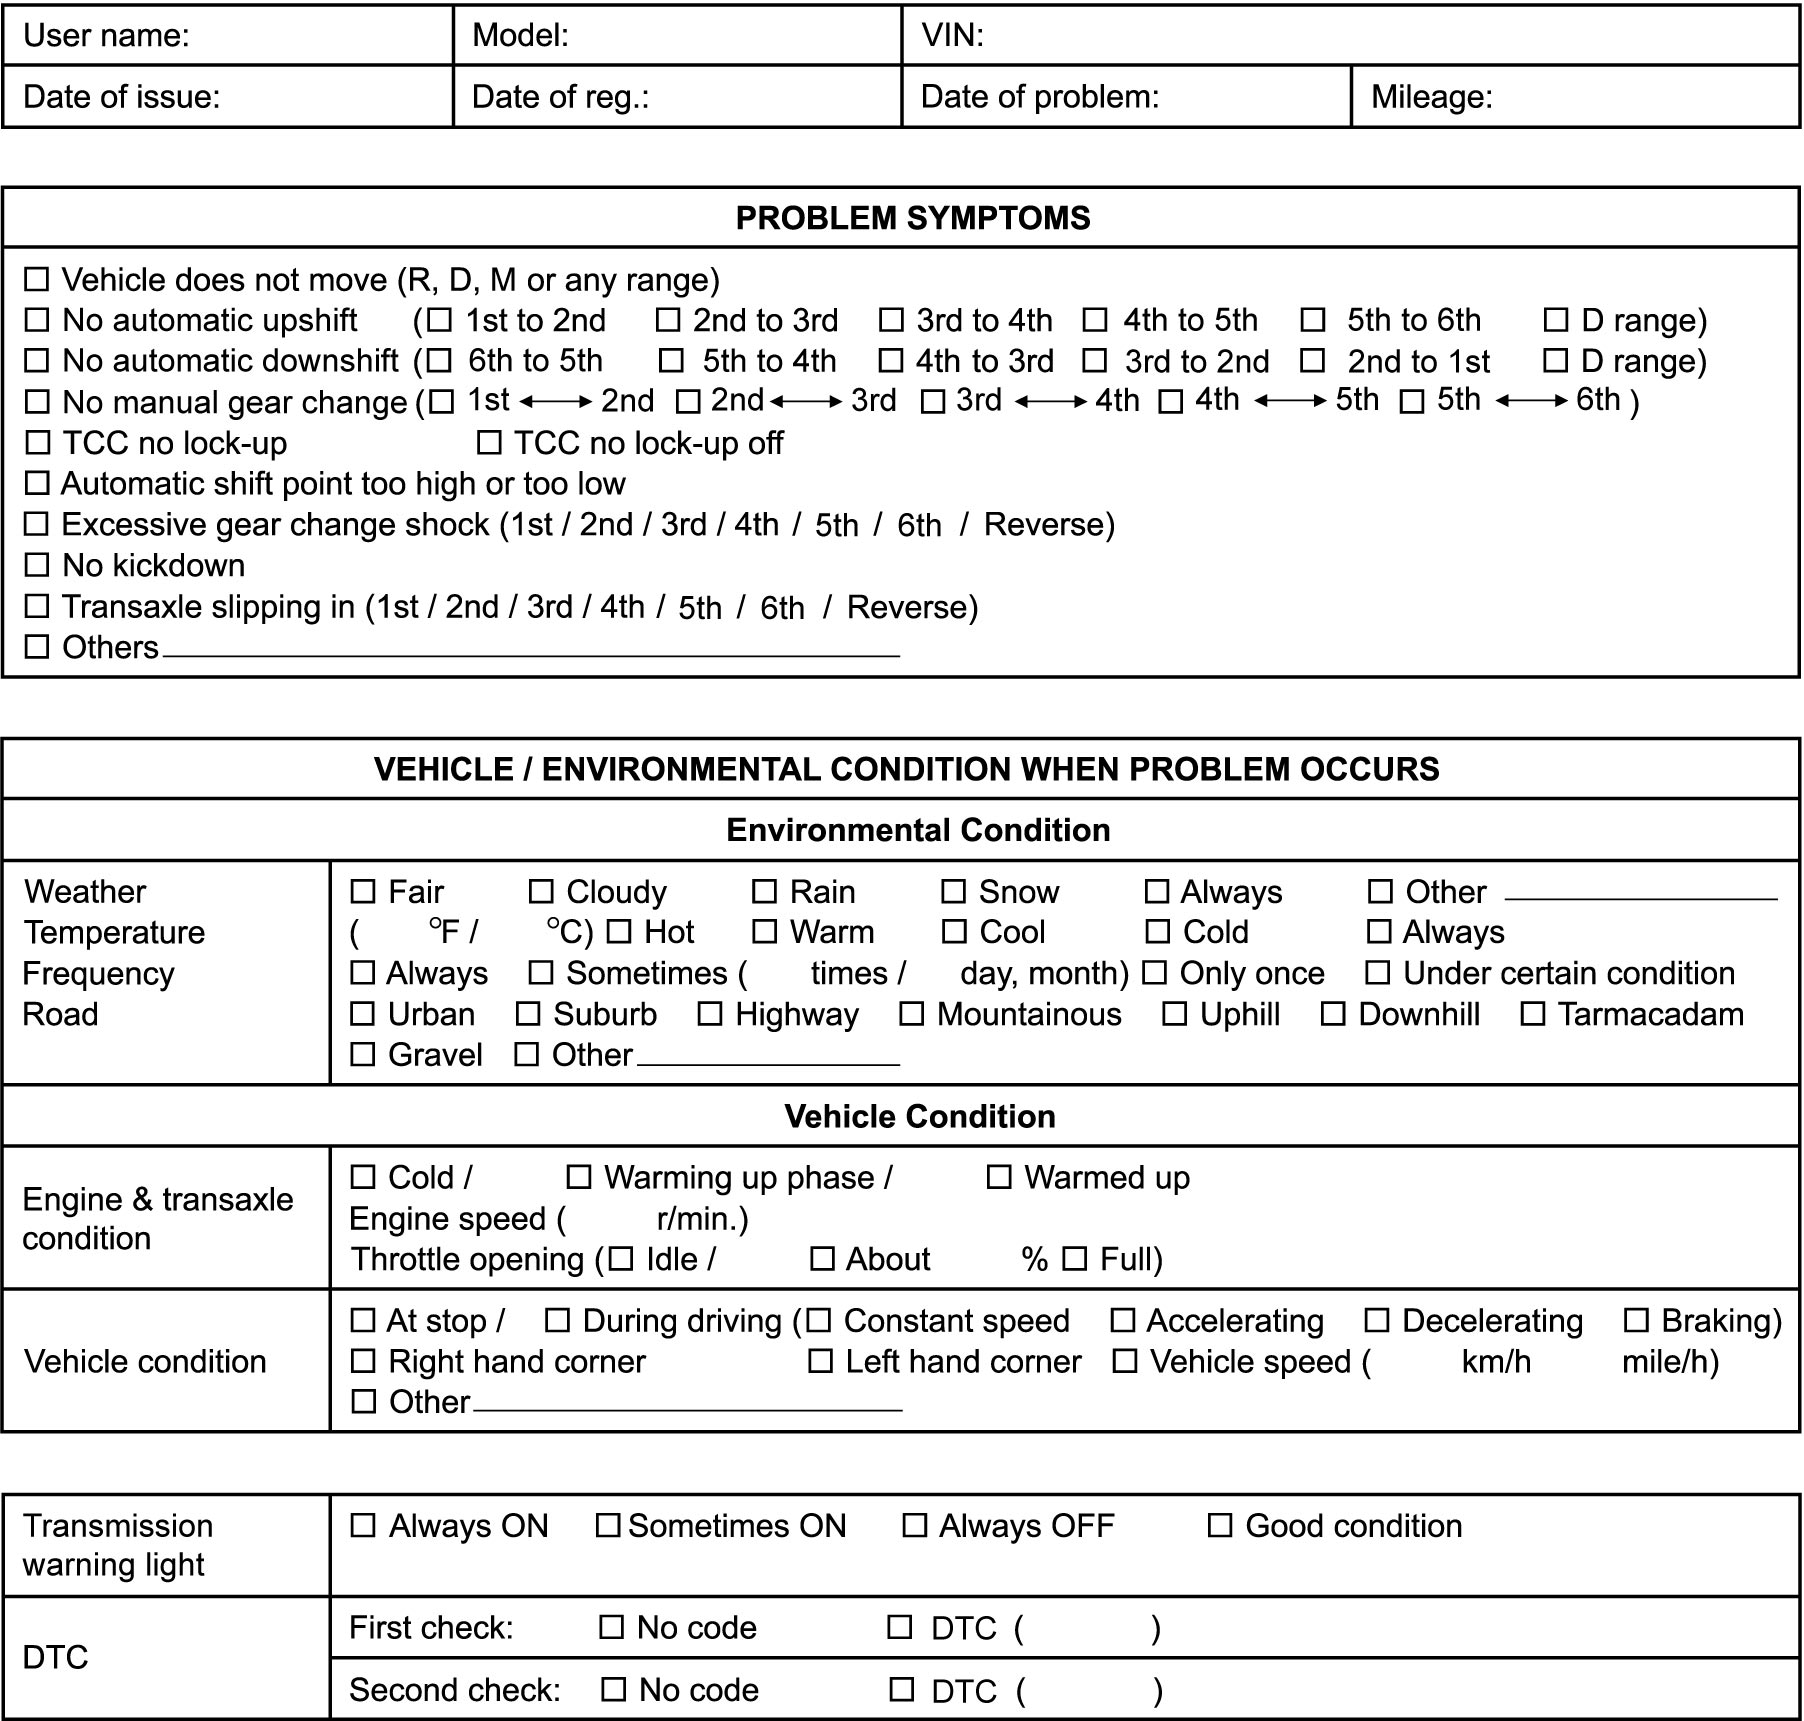 User name: Model: VIN:
Date of issue: Date of reg.: Date of problem: Mileage:
PROBLEM SYMPTOMS
☐ Vehicle does not move (R, D, M or any range)
☐ No automatic upshift (☐ 1st to 2nd ☐ 2nd to 3rd ☐ 3rd to 4th ☐ 4th to 5th ☐ 5th to 6th ☐ D range)
☐ No automatic downshift (☐ 6th to 5th ☐ 5th to 4th ☐ 4th to 3rd ☐ 3rd to 2nd ☐ 2nd to 1st ☐ D range)
☐ No manual gear change (☐ 1st ↔ 2nd ☐ 2nd ↔ 3rd ☐ 3rd ↔ 4th ☐ 4th ↔ 5th ☐ 5th ↔ 6th )
☐ TCC no lock-up ☐ TCC no lock-up off
☐ Automatic shift point too high or too low
☐ Excessive gear change shock (1st / 2nd / 3rd / 4th / 5th / 6th / Reverse)
☐ No kickdown
☐ Transaxle slipping in (1st / 2nd / 3rd / 4th / 5th / 6th / Reverse)
☐ Others
VEHICLE / ENVIRONMENTAL CONDITION WHEN PROBLEM OCCURS
Environmental Condition
Weather ☐ Fair ☐ Cloudy ☐ Rain ☐ Snow ☐ Always ☐ Other
Temperature ( °F / °C) ☐ Hot ☐ Warm ☐ Cool ☐ Cold ☐ Always
Frequency ☐ Always ☐ Sometimes ( times / day, month) ☐ Only once ☐ Under certain condition
Road ☐ Urban ☐ Suburb ☐ Highway ☐ Mountainous ☐ Uphill ☐ Downhill ☐ Tarmacadam
☐ Gravel ☐ Other
Vehicle Condition
Engine & transaxle
condition
☐ Cold / ☐ Warming up phase / ☐ Warmed up
Engine speed ( r/min.)
Throttle opening (☐ Idle / ☐ About % ☐ Full)
Vehicle condition
☐ At stop / ☐ During driving (☐ Constant speed ☐ Accelerating ☐ Decelerating ☐ Braking)
☐ Right hand corner ☐ Left hand corner ☐ Vehicle speed ( km/h mile/h)
☐ Other
Transmission
warning light
☐ Always ON ☐ Sometimes ON ☐ Always OFF ☐ Good condition
DTC
First check: ☐ No code ☐ DTC ( )
Second check: ☐ No code ☐ DTC ( )